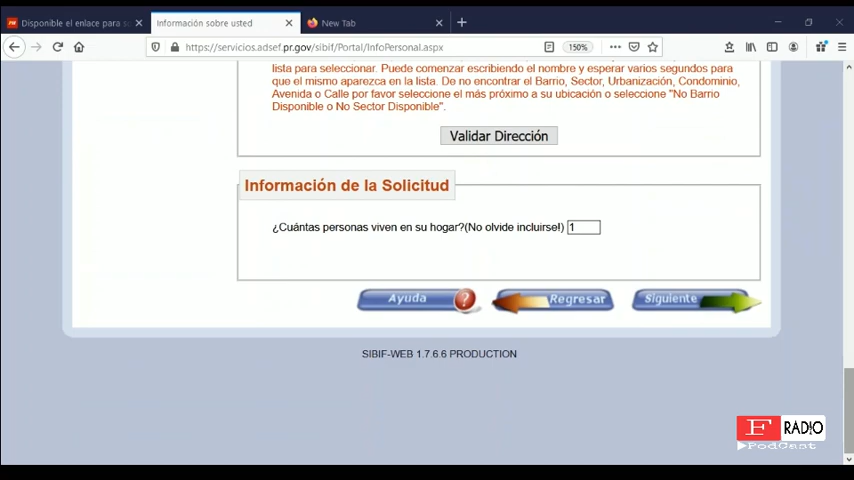 Disponible el enlace para so
Información sobre usted
New Tab
https://servicios.adsef.pr.gov/sibif/Portal/InfoPersonal.aspx
150%
lista para seleccionar. Puede comenzar escribiendo el nombre y esperar varios segundos para
que el mismo aparezca en la lista. De no encontrar el Barrio, Sector, Urbanización, Condominio,
Avenida o Calle por favor seleccione el más próximo a su ubicación o seleccione "No Barrio
Disponible o No Sector Disponible".
Validar Dirección
Información de la Solicitud
¿Cuántas personas viven en su hogar?(No olvide incluirse!) 1
Ayuda ?
Regresar
Siguiente
SIBIF-WEB 1.7.6.6 PRODUCTION
F RADIO
PodCast